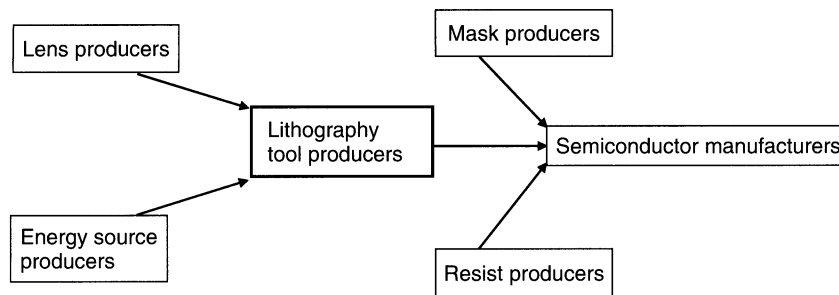 Lens producers
Mask producers
Lithography
tool producers
Semiconductor manufacturers
Energy source
producers
Resist producers